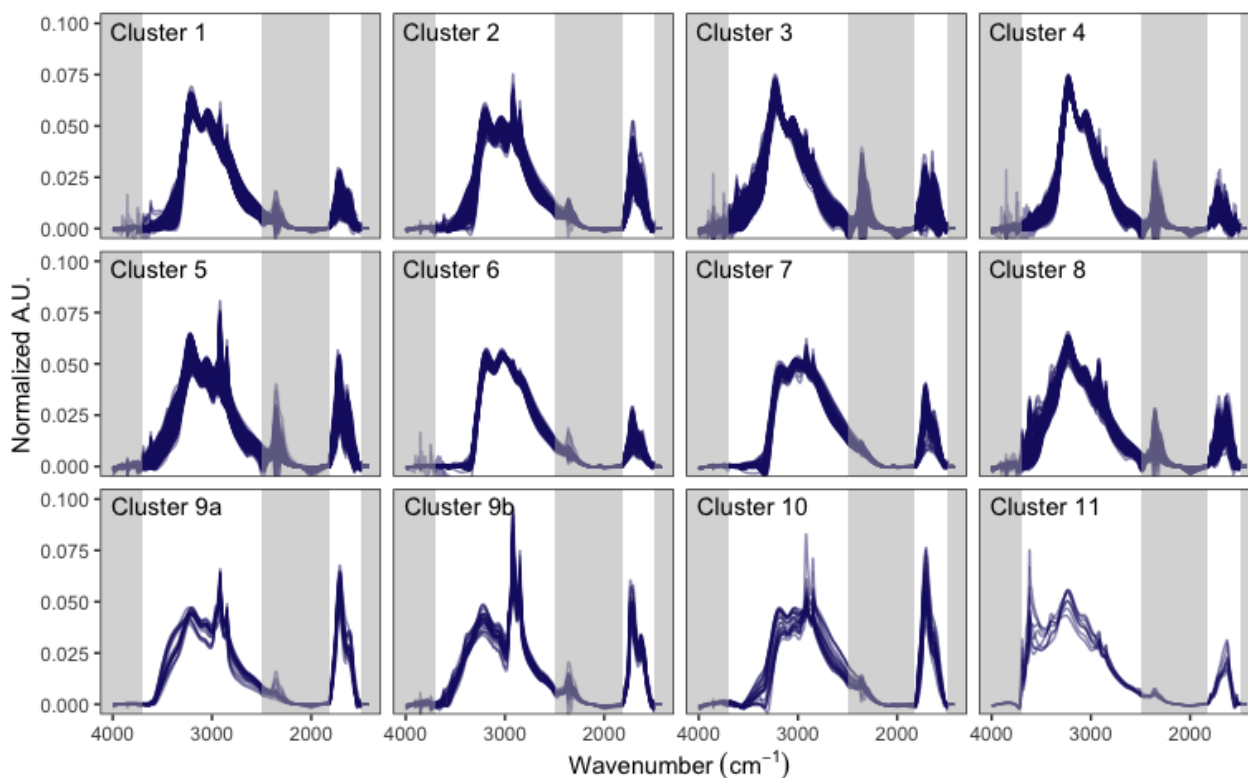 Normalized A.U.
0.100
0.075
0.050
0.025
0.000
Cluster 1
Cluster 2
Cluster 3
Cluster 4
0.100
0.075
0.050
0.025
0.000
Cluster 5
Cluster 6
Cluster 7
Cluster 8
0.100
0.075
0.050
0.025
0.000
Cluster 9a
Cluster 9b
Cluster 10
Cluster 11
4000 3000 2000 4000 3000 2000 4000 3000 2000 4000 3000 2000
Wavenumber (cm⁻¹)